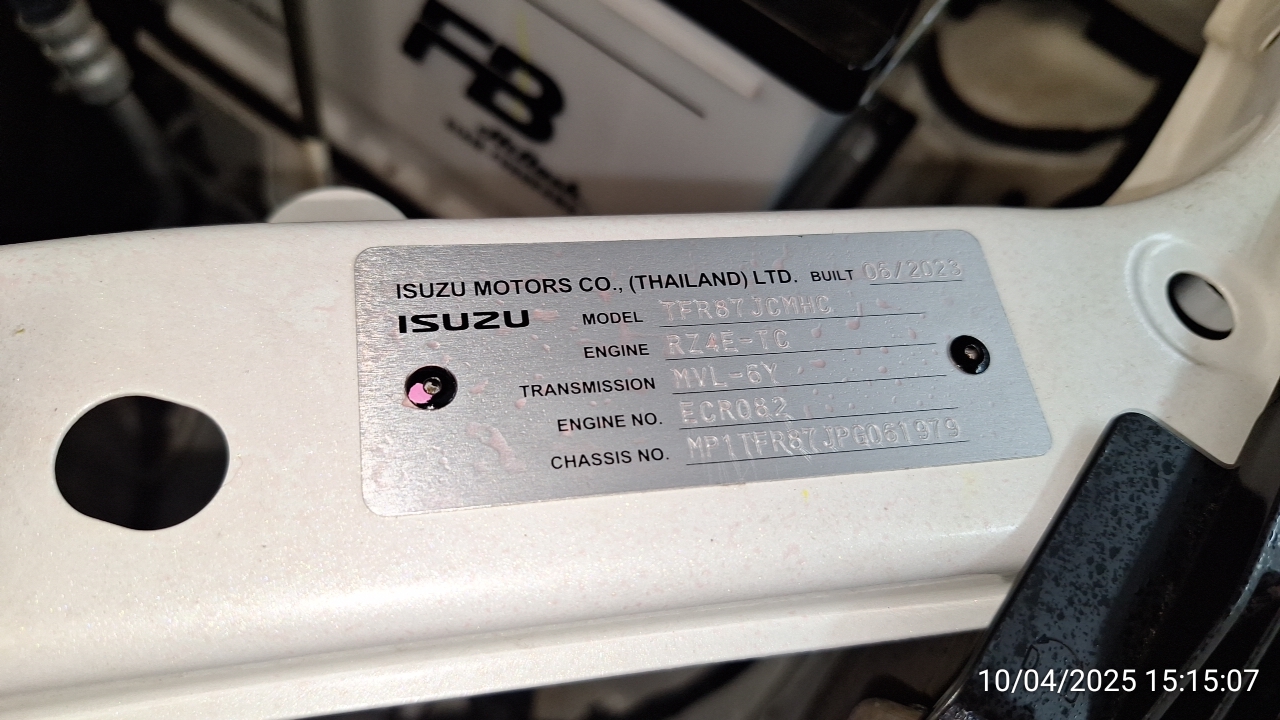 FB
ISUZU MOTORS CO., (THAILAND) LTD. BUILT 06/2023
ISUZU
MODEL TFR87JCMHC
ENGINE RZ4E-TC
TRANSMISSION MVL-6Y
ENGINE NO. ECR082
CHASSIS NO. MP1TFR87JPG061979
10/04/2025 15:15:07